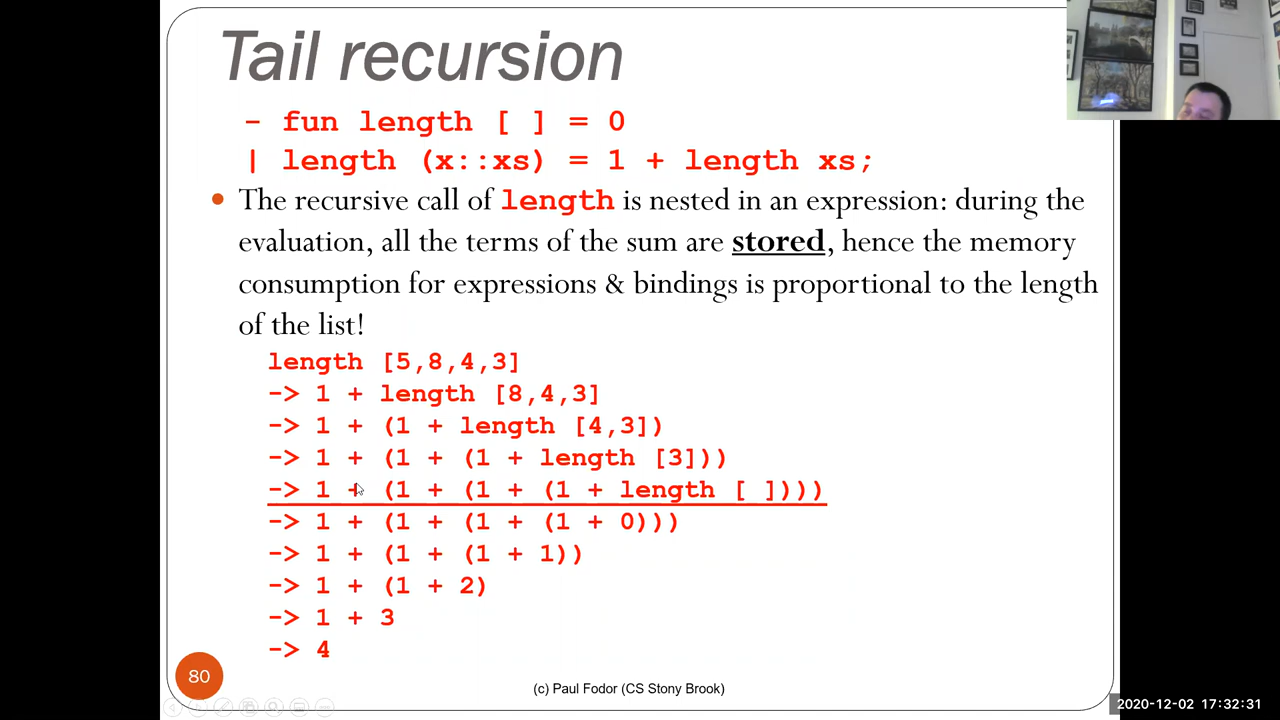 Tail recursion
- fun length [ ] = 0
| length (x::xs) = 1 + length xs;
• The recursive call of length is nested in an expression: during the
evaluation, all the terms of the sum are stored, hence the memory
consumption for expressions & bindings is proportional to the length
of the list!
length [5,8,4,3]
-> 1 + length [8,4,3]
-> 1 + (1 + length [4,3])
-> 1 + (1 + (1 + length [3]))
-> 1 + (1 + (1 + (1 + length [ ])))
-> 1 + (1 + (1 + (1 + 0)))
-> 1 + (1 + (1 + 1))
-> 1 + (1 + 2)
-> 1 + 3
-> 4
80
(c) Paul Fodor (CS Stony Brook)
2020-12-02 17:32:31